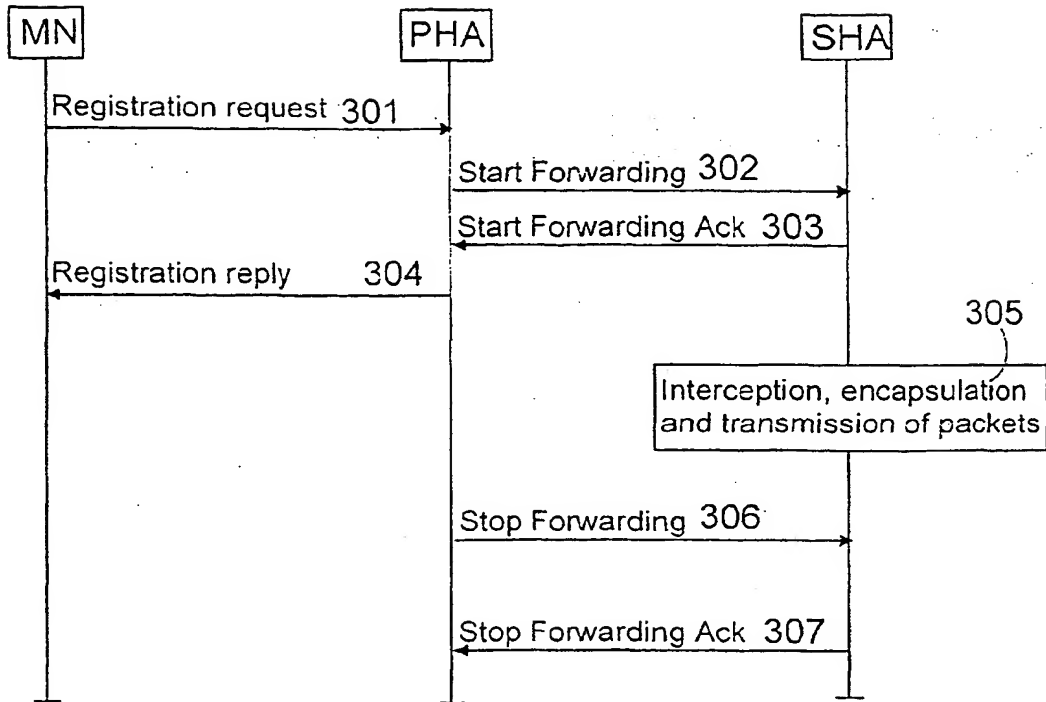 MN PHA SHA
Registration request 301
Start Forwarding 302
Start Forwarding Ack 303
Registration reply 304
305
Interception, encapsulation
and transmission of packets
Stop Forwarding 306
Stop Forwarding Ack 307